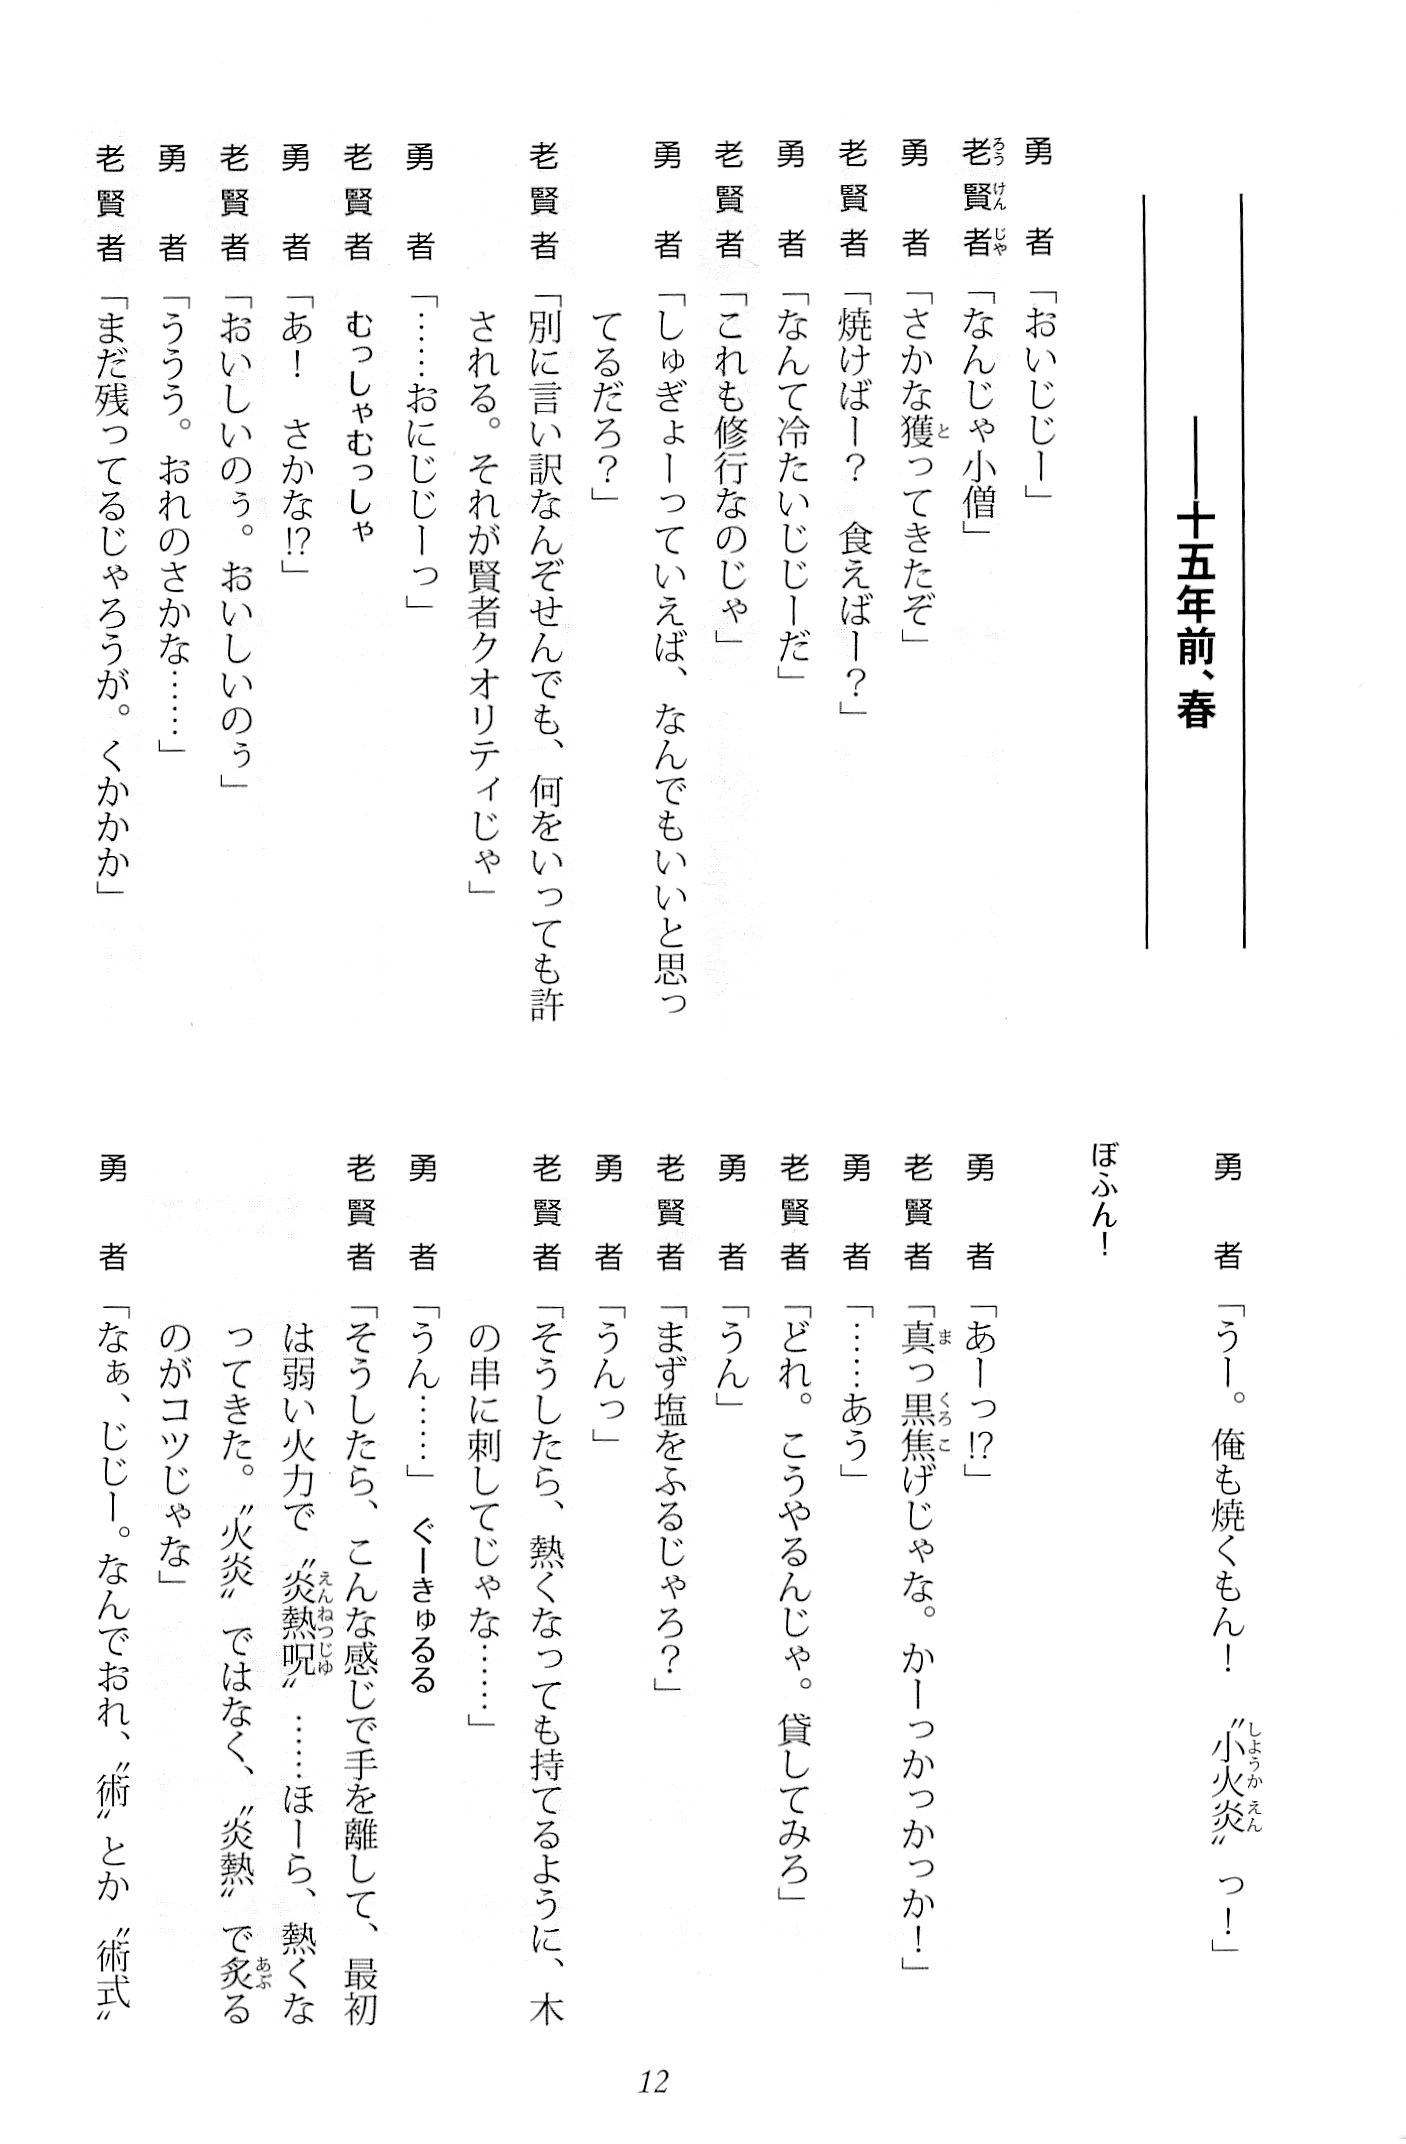 ――十五年前、春
勇者「おいじじー」
老賢者「なんじゃ小僧」
勇者「さかな獲ってきたぞ」
老賢者「焼けばー？　食えばー？」
勇者「なんて冷たいじじーだ」
老賢者「これも修行なのじゃ」
勇者「しゅぎょーっていえば、なんでもいいと思っ
てるだろ？」
老賢者「別に言い訳なんぞせんでも、何をいっても許
される。それが賢者クオリティじゃ」
勇者「……おにじじーっ」
老賢者　むっしゃむっしゃ
勇者「あ！　さかな!?」
老賢者「おいしいのぅ。おいしいのぅ」
勇者「ううう。おれのさかな……」
老賢者「まだ残ってるじゃろうが。くかかか」
勇者「うー。俺も焼くもん！　〝小火炎〟っ！」
ぼふん！
勇者「あーっ!?」
老賢者「真っ黒焦げじゃな。かーっかっかっか！」
勇者「……あう」
老賢者「どれ。こうやるんじゃ。貸してみろ」
勇者「うん」
老賢者「まず塩をふるじゃろ？」
勇者「うんっ」
老賢者「そうしたら、熱くなっても持てるように、木
の串に刺してじゃな……」
勇者「うん……」ぐーきゅるる
老賢者「そうしたら、こんな感じで手を離して、最初
は弱い火力で〝炎熱呪〟……ほーら、熱くな
ってきた。〝火炎〟ではなく、〝炎熱〟で炙る
のがコツじゃな」
勇者「なぁ、じじー。なんでおれ、〝術〟とか〝術式〟
12